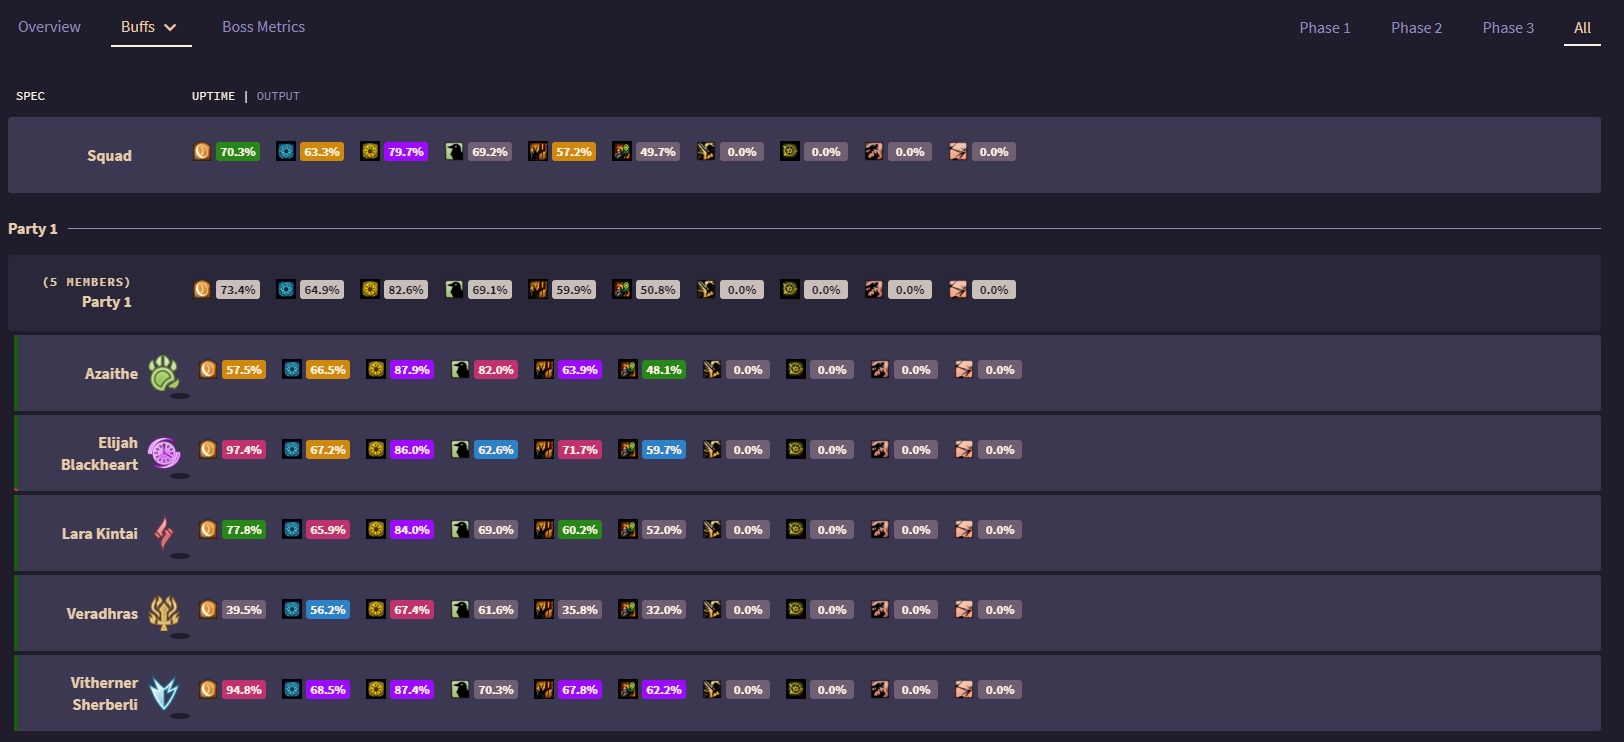 Overview Buffs Boss Metrics Phase 1 Phase 2 Phase 3 All
SPEC UPTIME | OUTPUT
Squad 70.3% 63.3% 79.7% 69.2% 57.2% 49.7% 0.0% 0.0% 0.0% 0.0%
Party 1
(5 MEMBERS)
Party 1 73.4% 64.9% 82.6% 69.1% 59.9% 50.8% 0.0% 0.0% 0.0% 0.0%
Azaithe 57.5% 66.5% 87.9% 82.0% 63.9% 48.1% 0.0% 0.0% 0.0% 0.0%
Elijah
Blackheart 97.4% 67.2% 86.0% 62.6% 71.7% 59.7% 0.0% 0.0% 0.0% 0.0%
Lara Kintai 77.8% 65.9% 84.0% 69.0% 60.2% 52.0% 0.0% 0.0% 0.0% 0.0%
Veradhras 39.5% 56.2% 67.4% 61.6% 35.8% 32.0% 0.0% 0.0% 0.0% 0.0%
Vitherner
Sherberli 94.8% 68.5% 87.4% 70.3% 67.8% 62.2% 0.0% 0.0% 0.0% 0.0%